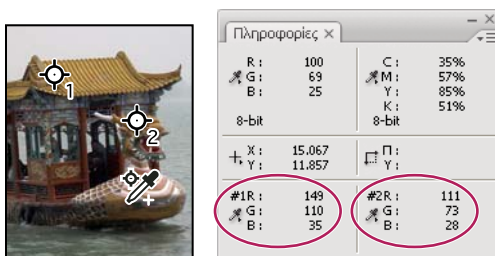 1
2
Πληροφορίες ×
R : 100 C : 35%
G : 69 M : 57%
B : 25 Y : 85%
K : 51%
8-bit 8-bit
X : 15.067 Π :
Y : 11.857 Υ :
#1R : 149 #2R : 111
G : 110 G : 73
B : 35 B : 28